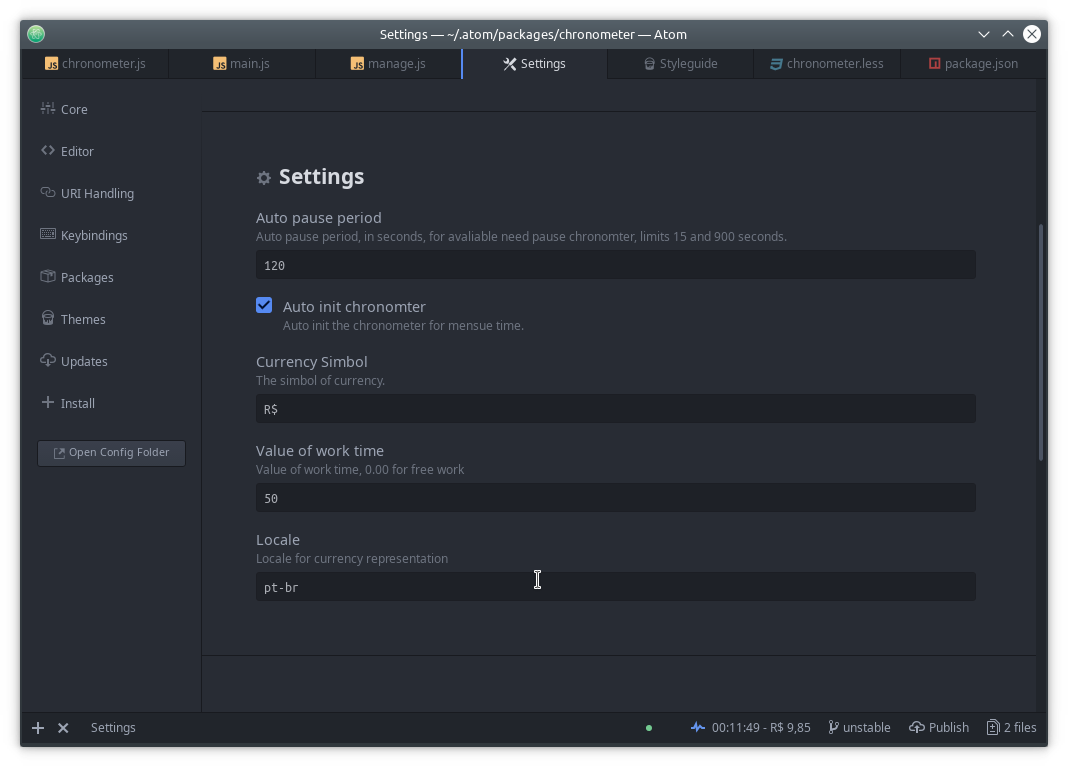 Settings — ~/.atom/packages/chronometer — Atom
JS chronometer.js
JS main.js
JS manage.js
Settings
Styleguide
chronometer.less
package.json
Core
Editor
URI Handling
Keybindings
Packages
Themes
Updates
Install
Open Config Folder
Settings
Auto pause period
Auto pause period, in seconds, for avaliable need pause chronomter, limits 15 and 900 seconds.
120
Auto init chronomter
Auto init the chronometer for mensue time.
Currency Simbol
The simbol of currency.
R$
Value of work time
Value of work time, 0.00 for free work
50
Locale
Locale for currency representation
pt-br
Settings
00:11:49 - R$ 9,85
unstable
Publish
2 files